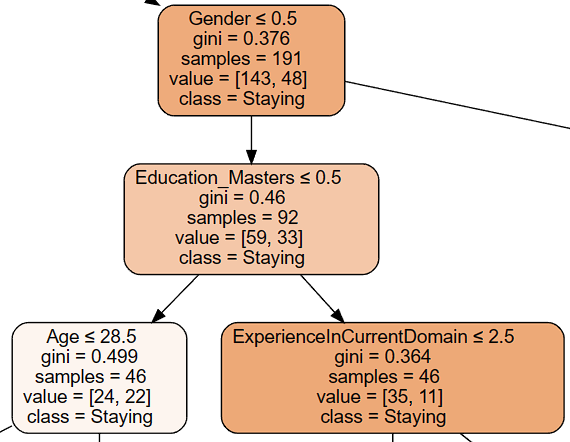 Gender ≤ 0.5
gini = 0.376
samples = 191
value = [143, 48]
class = Staying
Education_Masters ≤ 0.5
gini = 0.46
samples = 92
value = [59, 33]
class = Staying
Age ≤ 28.5
gini = 0.499
samples = 46
value = [24, 22]
class = Staying
ExperienceInCurrentDomain ≤ 2.5
gini = 0.364
samples = 46
value = [35, 11]
class = Staying